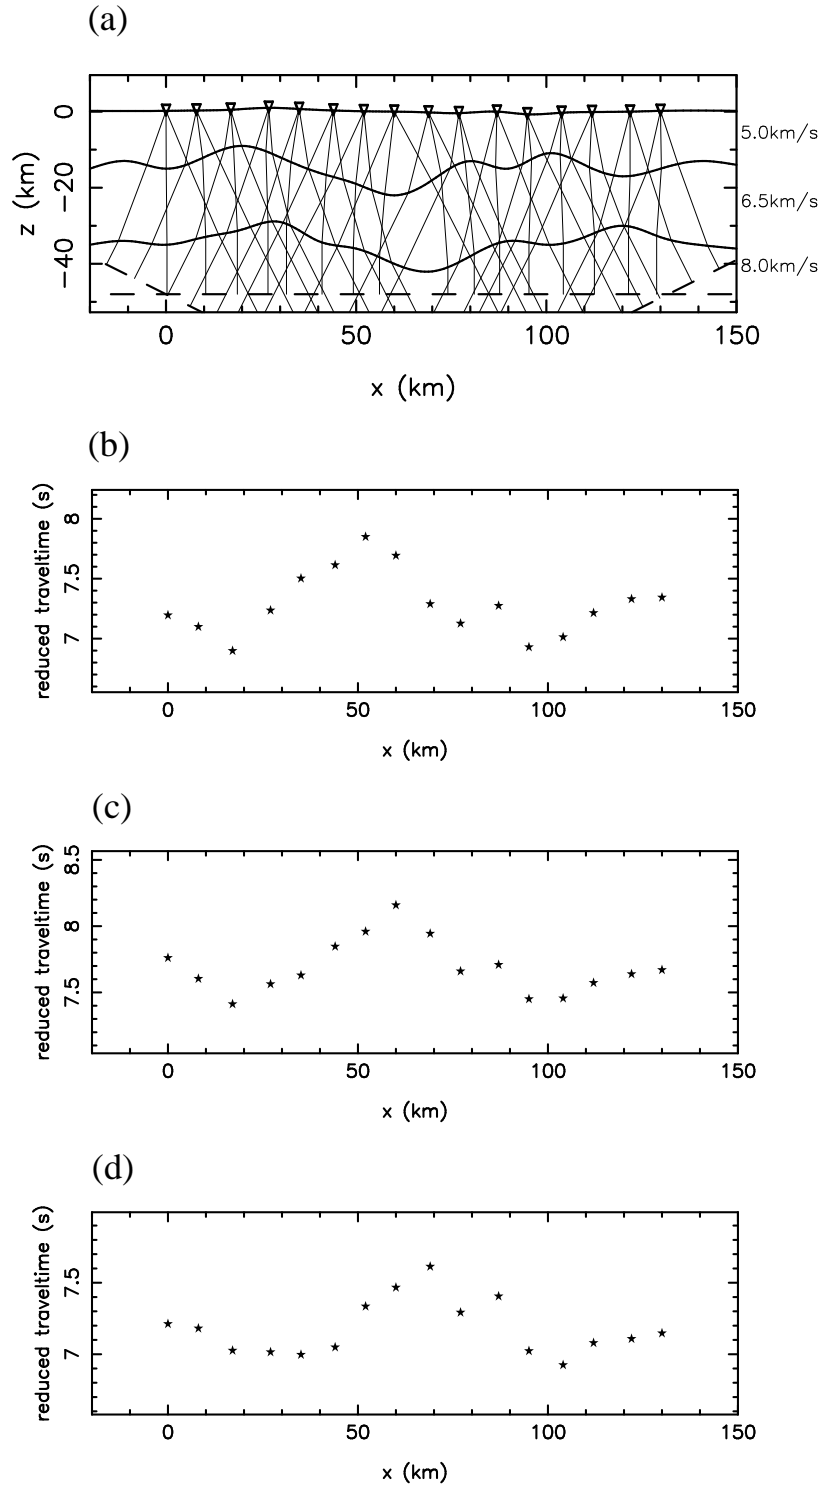 (a)
z (km)
0
−20
−40
5.0km/s
6.5km/s
8.0km/s
0 50 100 150
x (km)
(b)
reduced traveltime (s)
8
7.5
7
0 50 100 150
x (km)
(c)
reduced traveltime (s)
8.5
8
7.5
0 50 100 150
x (km)
(d)
reduced traveltime (s)
7.5
7
0 50 100 150
x (km)